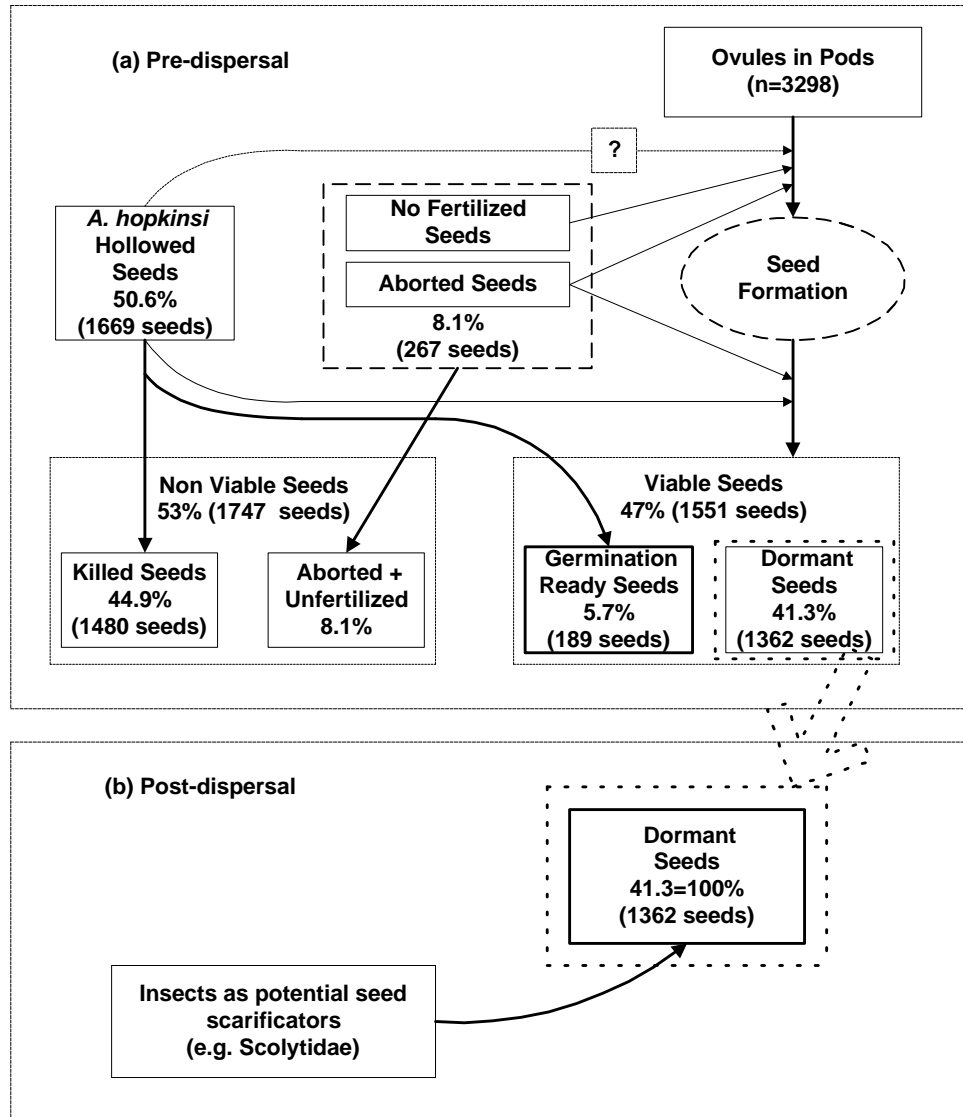 (a) Pre-dispersal
Ovules in Pods
(n=3298)
?
A. hopkinsi
Hollowed
Seeds
50.6%
(1669 seeds)
No Fertilized
Seeds
Aborted Seeds
8.1%
(267 seeds)
Seed
Formation
Non Viable Seeds
53% (1747 seeds)
Killed Seeds
44.9%
(1480 seeds)
Aborted +
Unfertilized
8.1%
Viable Seeds
47% (1551 seeds)
Germination
Ready Seeds
5.7%
(189 seeds)
Dormant
Seeds
41.3%
(1362 seeds)
(b) Post-dispersal
Dormant
Seeds
41.3=100%
(1362 seeds)
Insects as potential seed
scarificators
(e.g. Scolytidae)